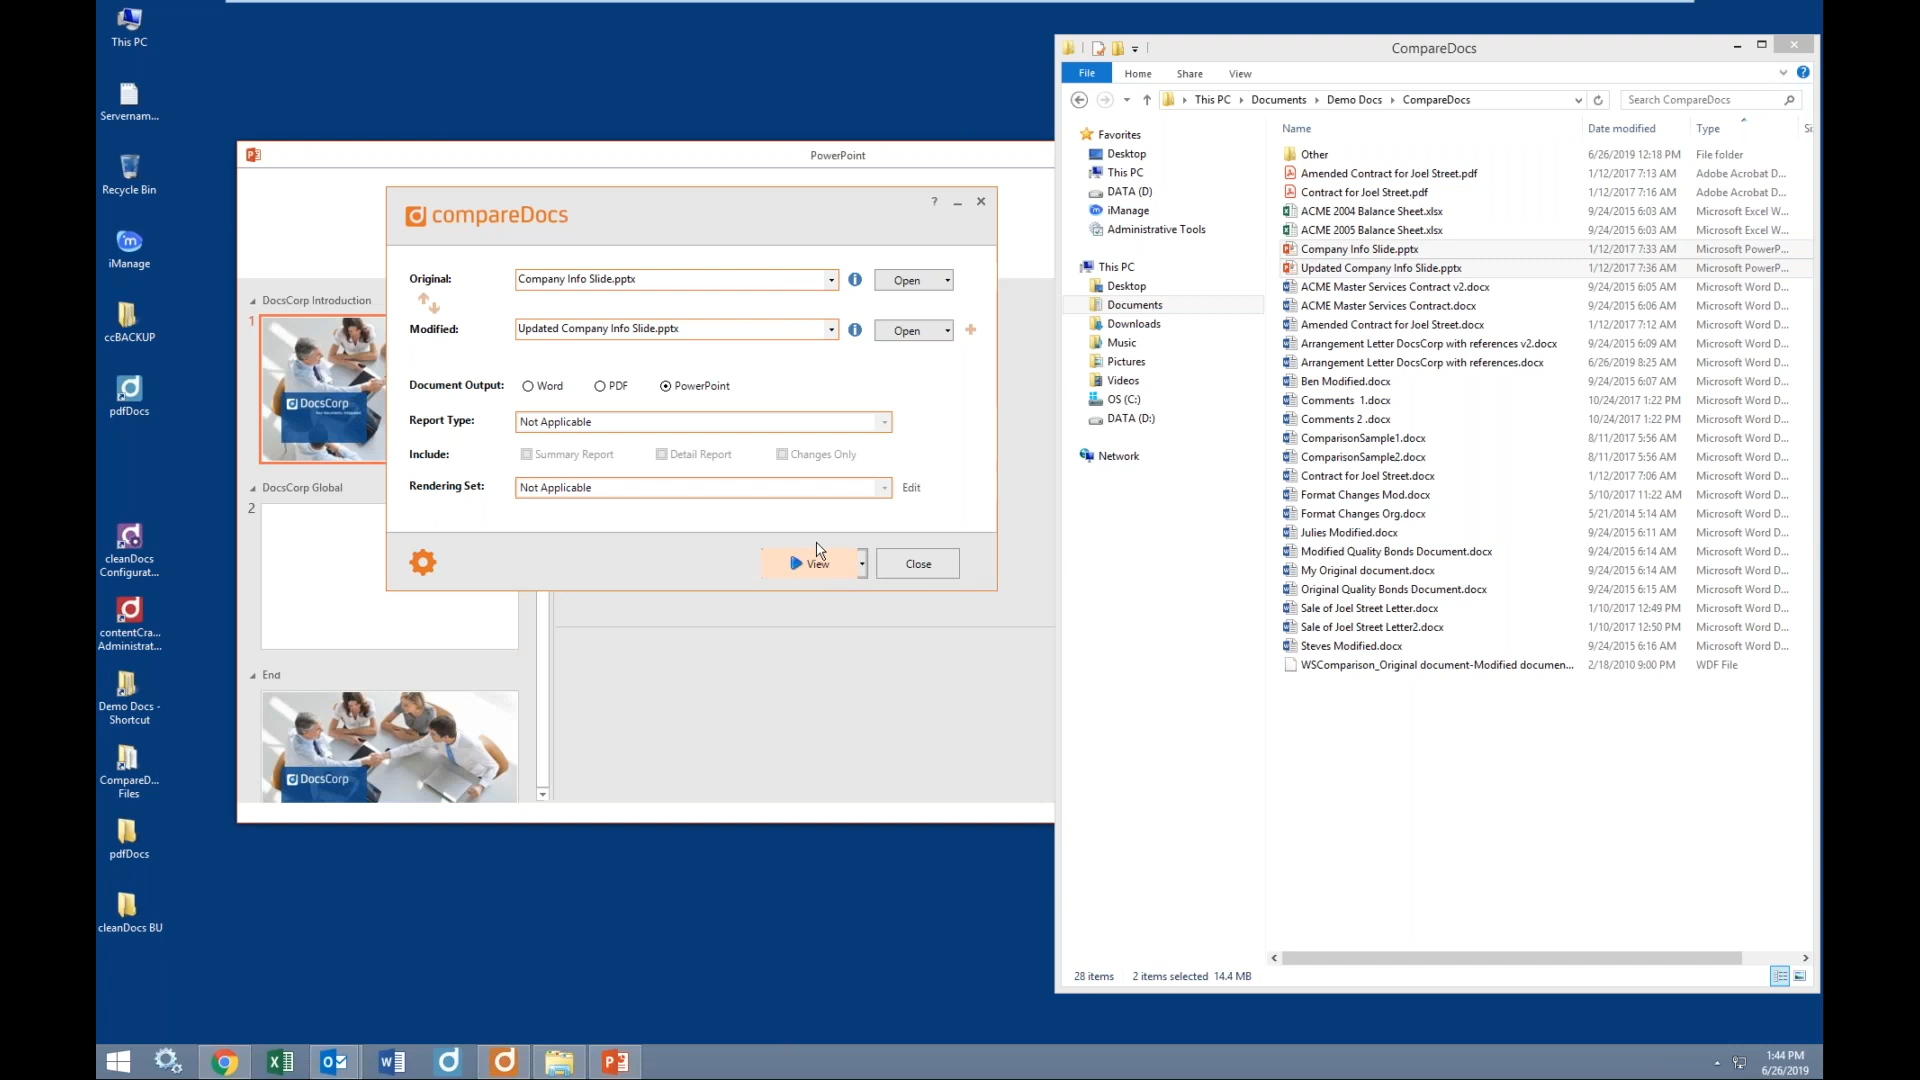 This PC
Servernam...
Recycle Bin
iManage
ccBACKUP
pdfDocs
cleanDocs
Configurat...
contentCra...
Administrat...
Demo Docs -
Shortcut
CompareD...
Files
pdfDocs
cleanDocs BU
PowerPoint
DocsCorp Introduction
1
DocsCorp
DocsCorp Global
2
End
DocsCorp
compareDocs
?
Original:
Company Info Slide.pptx
Open
Modified:
Updated Company Info Slide.pptx
Open
Document Output:
Word
PDF
PowerPoint
Report Type:
Not Applicable
Include:
Summary Report
Detail Report
Changes Only
Rendering Set:
Not Applicable
Edit
View
Close
CompareDocs
File
Home
Share
View
This PC
Documents
Demo Docs
CompareDocs
Search CompareDocs
Favorites
Desktop
This PC
DATA (D)
iManage
Administrative Tools
This PC
Desktop
Documents
Downloads
Music
Pictures
Videos
OS (C:)
DATA (D:)
Network
Name Date modified Type Si
Other 6/26/2019 12:18 PM File folder
Amended Contract for Joel Street.pdf 1/12/2017 7:13 AM Adobe Acrobat D...
Contract for Joel Street.pdf 1/12/2017 7:16 AM Adobe Acrobat D...
ACME 2004 Balance Sheet.xlsx 9/24/2015 6:03 AM Microsoft Excel W...
ACME 2005 Balance Sheet.xlsx 9/24/2015 6:03 AM Microsoft Excel W...
Company Info Slide.pptx 1/12/2017 7:33 AM Microsoft PowerP...
Updated Company Info Slide.pptx 1/12/2017 7:36 AM Microsoft PowerP...
ACME Master Services Contract v2.docx 9/24/2015 6:05 AM Microsoft Word D...
ACME Master Services Contract.docx 9/24/2015 6:06 AM Microsoft Word D...
Amended Contract for Joel Street.docx 1/12/2017 7:12 AM Microsoft Word D...
Arrangement Letter DocsCorp with references v2.docx 9/24/2015 6:09 AM Microsoft Word D...
Arrangement Letter DocsCorp with references.docx 6/26/2019 8:25 AM Microsoft Word D...
Ben Modified.docx 9/24/2015 6:07 AM Microsoft Word D...
Comments  1.docx 10/24/2017 1:22 PM Microsoft Word D...
Comments 2 .docx 10/24/2017 1:22 PM Microsoft Word D...
ComparisonSample1.docx 8/11/2017 5:56 AM Microsoft Word D...
ComparisonSample2.docx 8/11/2017 5:56 AM Microsoft Word D...
Contract for Joel Street.docx 1/12/2017 7:06 AM Microsoft Word D...
Format Changes Mod.docx 5/10/2017 11:22 AM Microsoft Word D...
Format Changes Org.docx 5/21/2014 5:14 AM Microsoft Word D...
Julies Modified.docx 9/24/2015 6:11 AM Microsoft Word D...
Modified Quality Bonds Document.docx 9/24/2015 6:14 AM Microsoft Word D...
My Original document.docx 9/24/2015 6:14 AM Microsoft Word D...
Original Quality Bonds Document.docx 9/24/2015 6:15 AM Microsoft Word D...
Sale of Joel Street Letter.docx 1/10/2017 12:49 PM Microsoft Word D...
Sale of Joel Street Letter2.docx 1/10/2017 12:50 PM Microsoft Word D...
Steves Modified.docx 9/24/2015 6:16 AM Microsoft Word D...
WSComparison_Original document-Modified documen... 2/18/2010 9:00 PM WDF File
28 items 2 items selected 14.4 MB
1:44 PM
6/26/2019